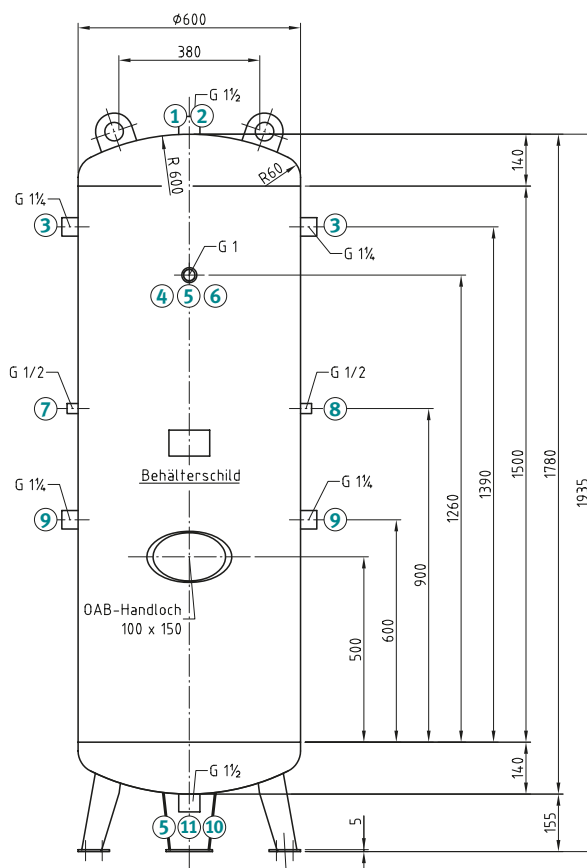 Ø600
380
G 1½
1 2
R 600
R60
140
G 1¼
3
3
G 1¼
G 1
4 5 6
G 1/2
G 1/2
7
8
Behälterschild
G 1¼
G 1¼
9
9
OAB-Handloch
100 x 150
500
600
900
1260
1390
1500
1780
1935
140
G 1½
5 11 10
5
155